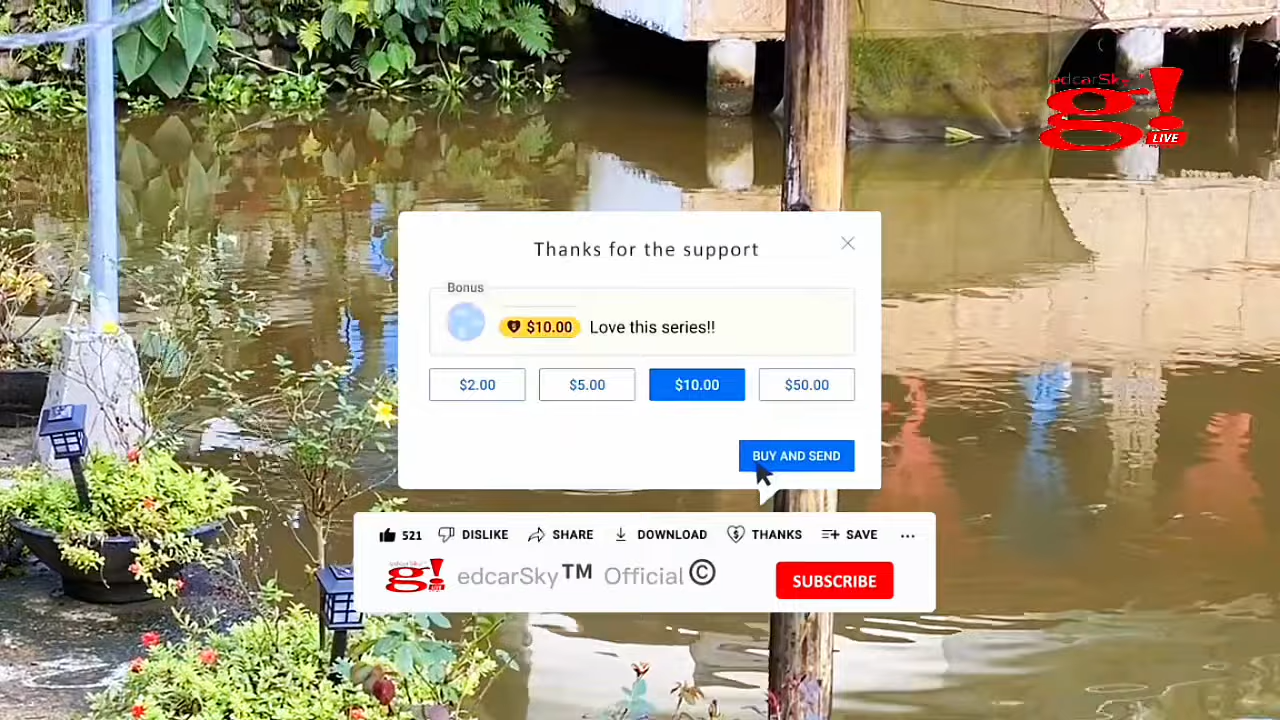 edcarSky
g!
LIVE
Thanks for the support
Bonus
$10.00 Love this series!!
$2.00 $5.00 $10.00 $50.00
BUY AND SEND
521 DISLIKE SHARE DOWNLOAD THANKS SAVE ...
g! edcarSky™ Official © SUBSCRIBE